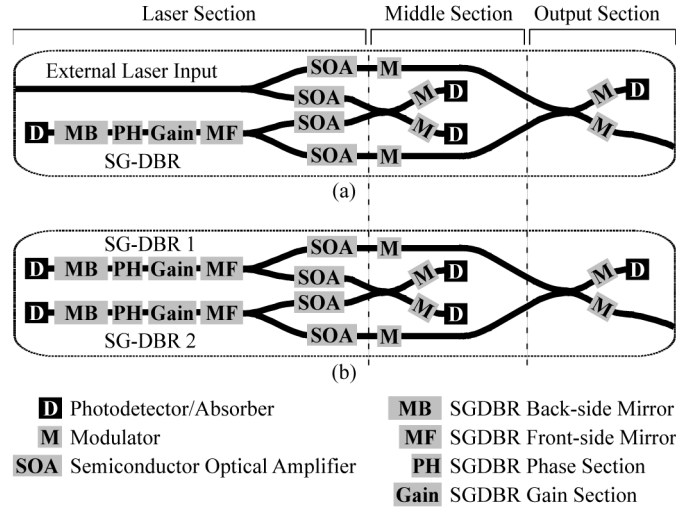 Laser Section Middle Section Output Section
External Laser Input
SOA M
SOA M D M D
D MB PH Gain MF SOA M D M
SG-DBR SOA M
(a)
SG-DBR 1 SOA M
D MB PH Gain MF SOA M D M D
D MB PH Gain MF SOA M D M
SG-DBR 2 SOA M
(b)
D Photodetector/Absorber
M Modulator
SOA Semiconductor Optical Amplifier
MB SGDBR Back-side Mirror
MF SGDBR Front-side Mirror
PH SGDBR Phase Section
Gain SGDBR Gain Section